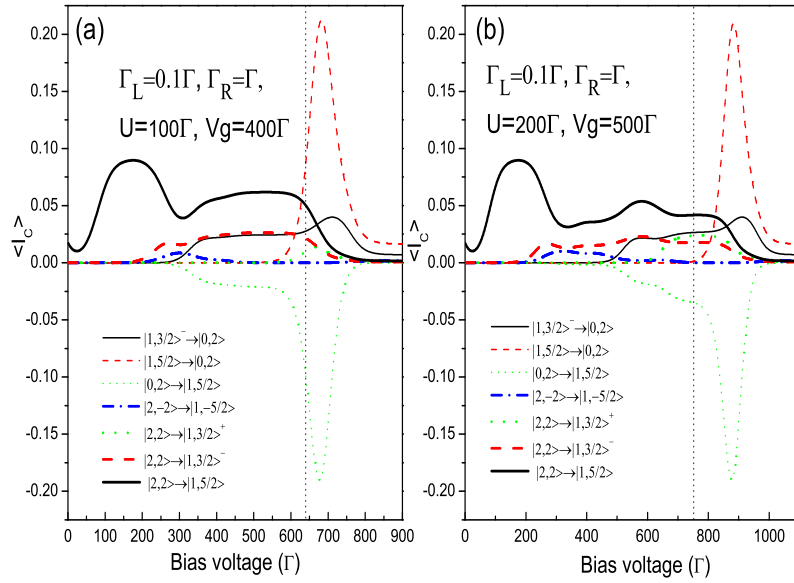 (a)
Γ_L=0.1Γ, Γ_R=Γ,
U=100Γ, Vg=400Γ
<I_C>
0.20
0.15
0.10
0.05
0.00
-0.05
-0.10
-0.15
-0.20
|1,3/2>⁻→|0,2>
|1,5/2>→|0,2>
|0,2>→|1,5/2>
|2,-2>→|1,-5/2>
|2,2>→|1,3/2>⁺
|2,2>→|1,3/2>⁻
|2,2>→|1,5/2>
0 100 200 300 400 500 600 700 800 900
Bias voltage (Γ)
(b)
Γ_L=0.1Γ, Γ_R=Γ,
U=200Γ, Vg=500Γ
<I_C>
0.20
0.15
0.10
0.05
0.00
-0.05
-0.10
-0.15
-0.20
|1,3/2>⁻→|0,2>
|1,5/2>→|0,2>
|0,2>→|1,5/2>
|2,-2>→|1,-5/2>
|2,2>→|1,3/2>⁺
|2,2>→|1,3/2>⁻
|2,2>→|1,5/2>
0 200 400 600 800 1000
Bias voltage (Γ)